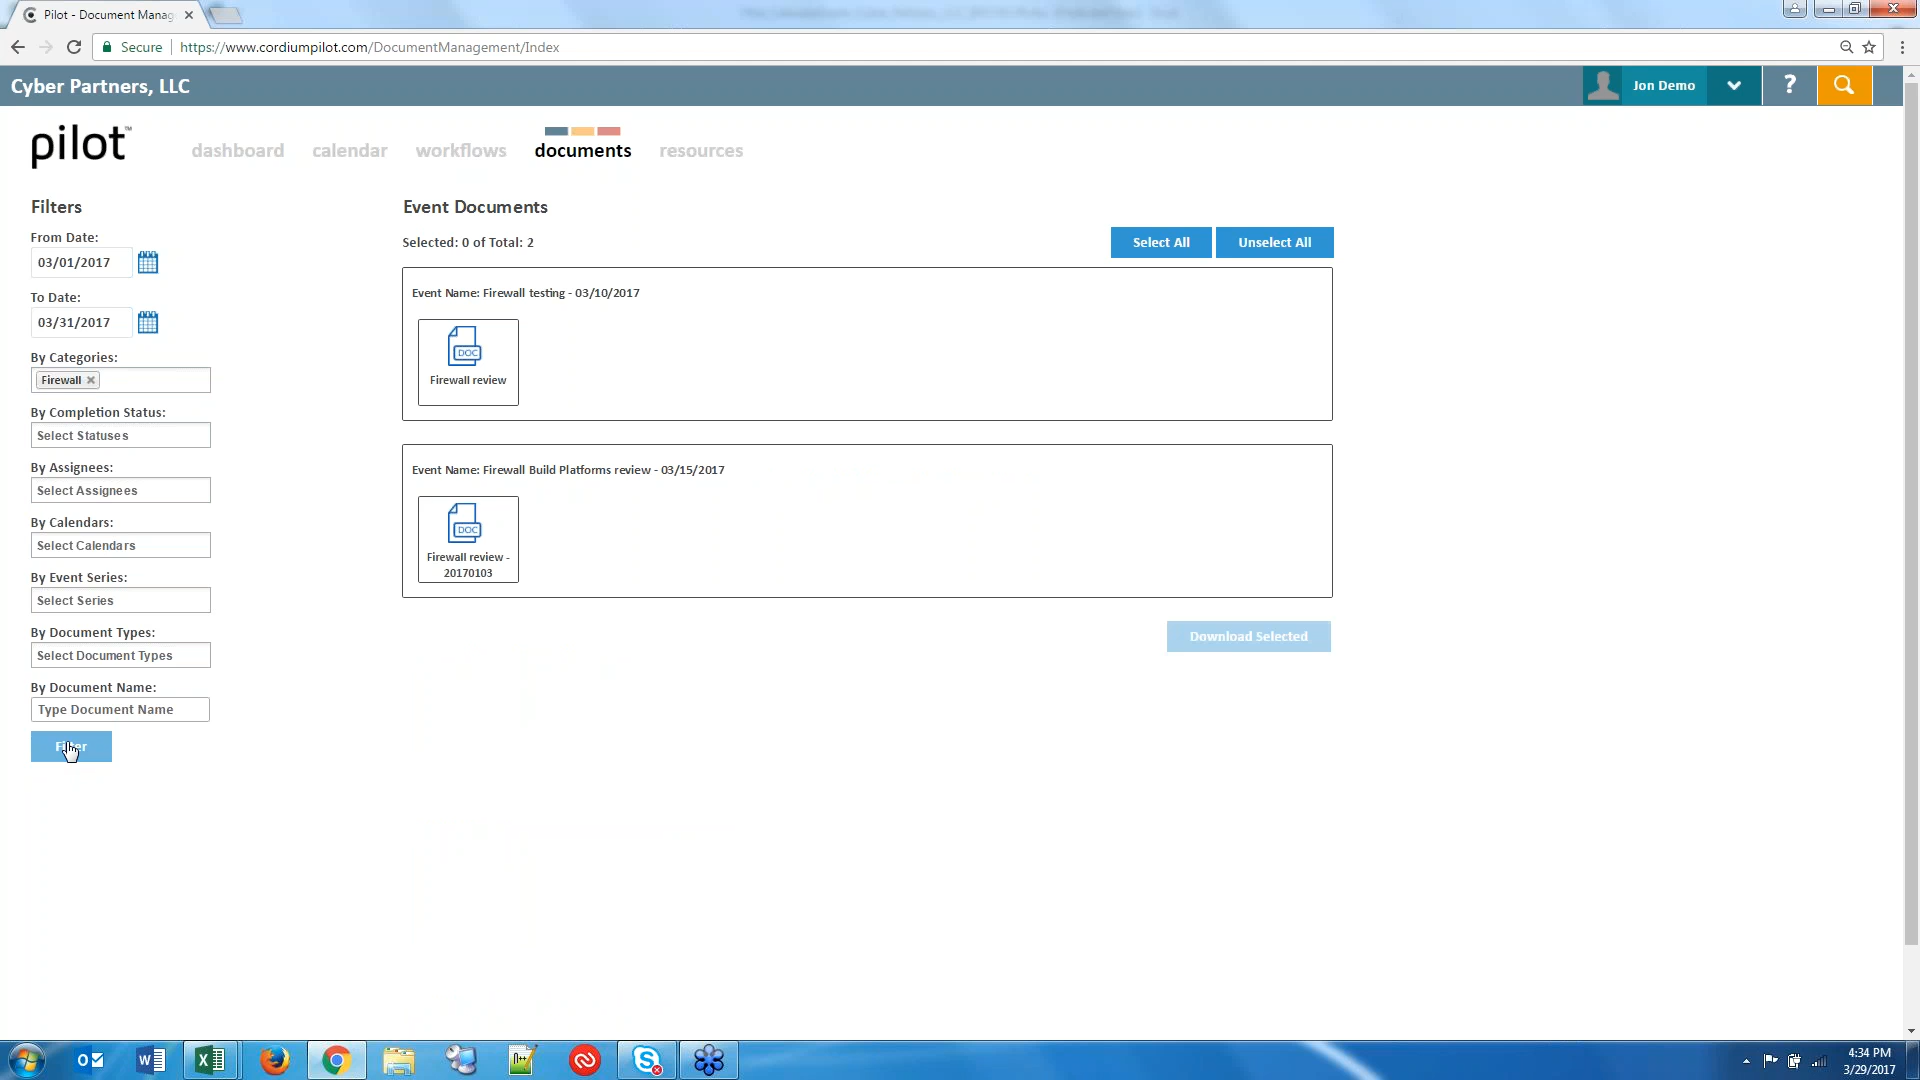 Pilot - Document Manag
Secure
https://www.cordiumpilot.com/DocumentManagement/Index
Cyber Partners, LLC
Jon Demo
?
pilot™
dashboard
calendar
workflows
documents
resources
Filters
From Date:
03/01/2017
To Date:
03/31/2017
By Categories:
Firewall
By Completion Status:
Select Statuses
By Assignees:
Select Assignees
By Calendars:
Select Calendars
By Event Series:
Select Series
By Document Types:
Select Document Types
By Document Name:
Type Document Name
Filter
Event Documents
Selected: 0 of Total: 2
Select All
Unselect All
Event Name: Firewall testing - 03/10/2017
DOC
Firewall review
Event Name: Firewall Build Platforms review - 03/15/2017
DOC
Firewall review -
20170103
Download Selected
4:34 PM
3/29/2017